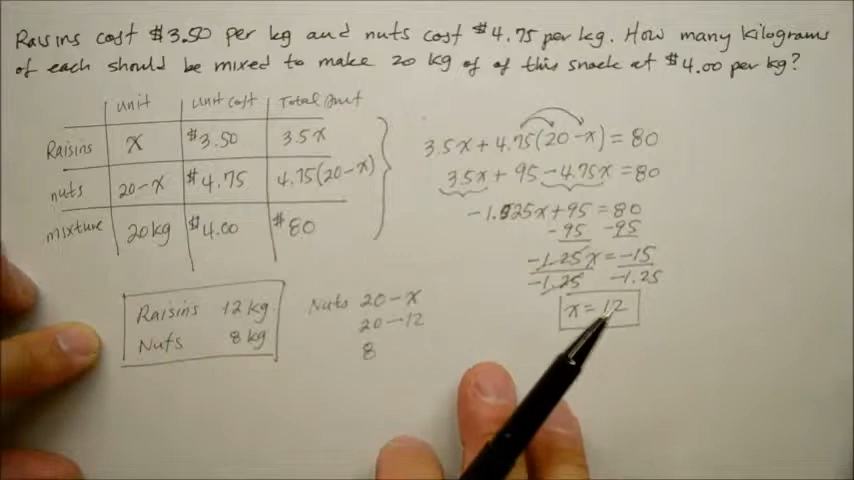 Raisins cost $3.50 per kg and nuts cost $4.75 per kg. How many kilograms
of each should be mixed to make 20 kg of of this snack at $4.00 per kg?
unit unit cost Total Amt
Raisins x $3.50 3.5x
nuts 20-x $4.75 4.75(20-x)
mixture 20kg $4.00 $80
3.5x+4.75(20-x)=80
3.5x+95-4.75x=80
-1.25x+95=80
-95 -95
-1.25x=-15
-1.25 -1.25
x=12
Raisins 12 kg
Nuts 8 kg
Nuts 20-x
20-12
8